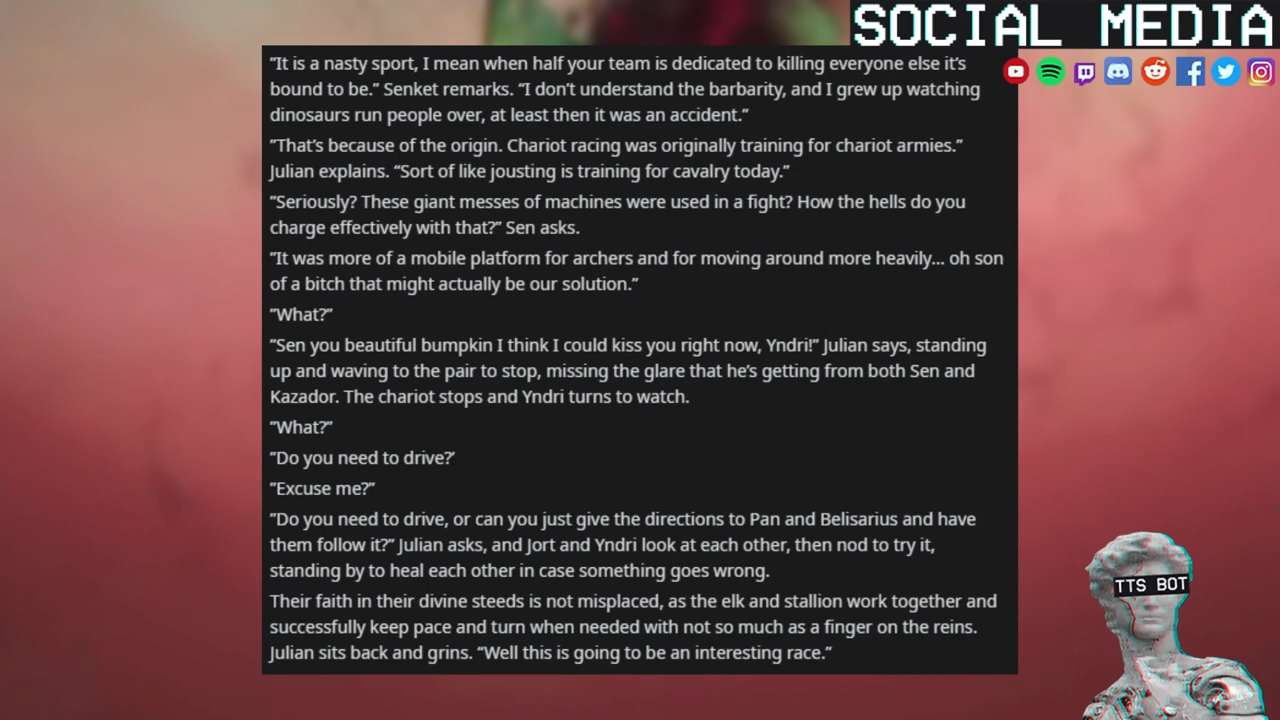 SOCIAL MEDIA
"It is a nasty sport, I mean when half your team is dedicated to killing everyone else it's
bound to be." Senket remarks. "I don't understand the barbarity, and I grew up watching
dinosaurs run people over, at least then it was an accident."
"That's because of the origin. Chariot racing was originally training for chariot armies."
Julian explains. "Sort of like jousting is training for cavalry today."
"Seriously? These giant messes of machines were used in a fight? How the hells do you
charge effectively with that?" Sen asks.
"It was more of a mobile platform for archers and for moving around more heavily... oh son
of a bitch that might actually be our solution."
"What?"
"Sen you beautiful bumpkin I think I could kiss you right now, Yndri!" Julian says, standing
up and waving to the pair to stop, missing the glare that he's getting from both Sen and
Kazador. The chariot stops and Yndri turns to watch.
"What?"
"Do you need to drive?'
"Excuse me?"
"Do you need to drive, or can you just give the directions to Pan and Belisarius and have
them follow it?" Julian asks, and Jort and Yndri look at each other, then nod to try it,
standing by to heal each other in case something goes wrong.
Their faith in their divine steeds is not misplaced, as the elk and stallion work together and
successfully keep pace and turn when needed with not so much as a finger on the reins.
Julian sits back and grins. "Well this is going to be an interesting race."
TTS BOT